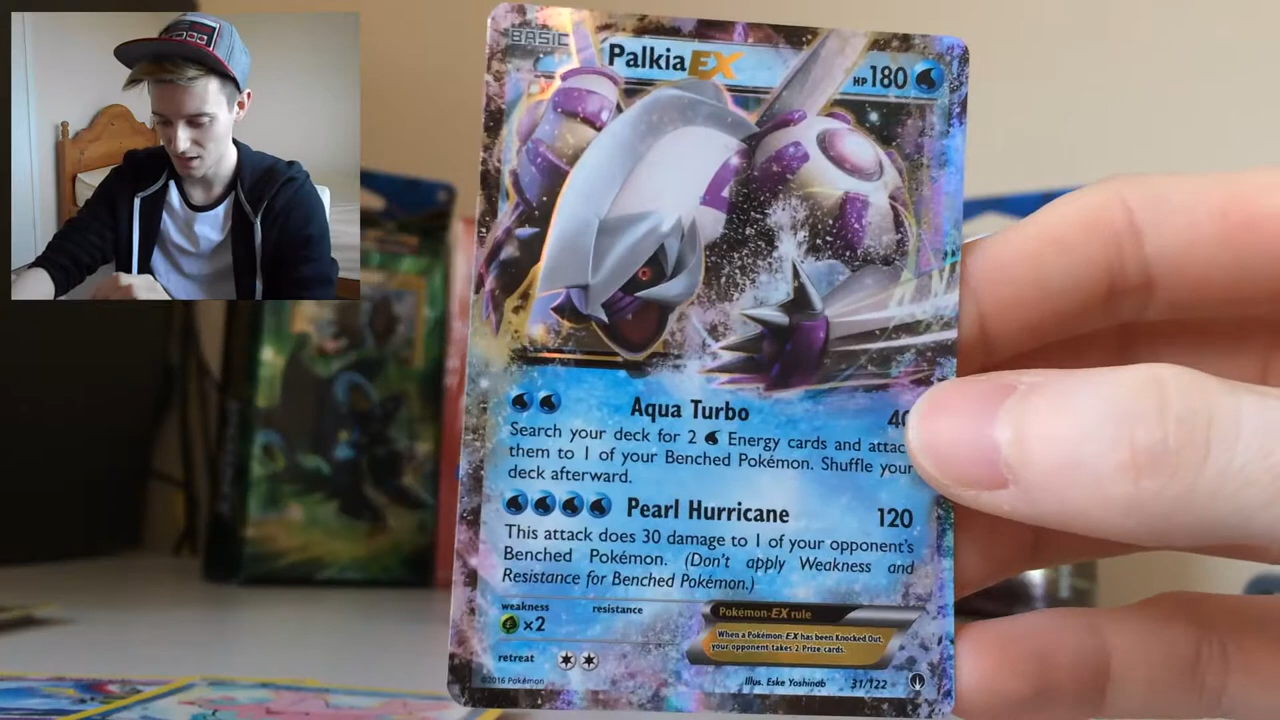 BASIC
Palkia EX
HP 180
Aqua Turbo 40
Search your deck for 2 Energy cards and attach
them to 1 of your Benched Pokémon. Shuffle your
deck afterward.
Pearl Hurricane 120
This attack does 30 damage to 1 of your opponent's
Benched Pokémon. (Don't apply Weakness and
Resistance for Benched Pokémon.)
weakness
resistance
×2
retreat
Pokémon-EX rule
When a Pokémon-EX has been Knocked Out,
your opponent takes 2 Prize cards.
©2016 Pokémon
Illus. Eske Yoshinob
31/122